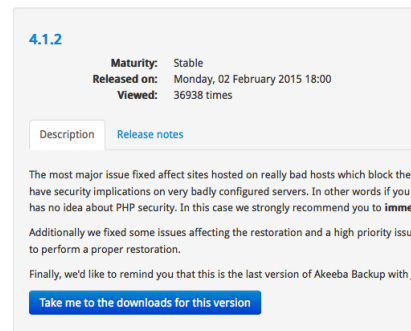 4.1.2
Maturity: Stable
Released on: Monday, 02 February 2015 18:00
Viewed: 36938 times
Description Release notes
The most major issue fixed affect sites hosted on really bad hosts which block the
have security implications on very badly configured servers. In other words if you
has no idea about PHP security. In this case we strongly recommend you to imme
Additionally we fixed some issues affecting the restoration and a high priority issu
to perform a proper restoration.
Finally, we'd like to remind you that this is the last version of Akeeba Backup with
Take me to the downloads for this version